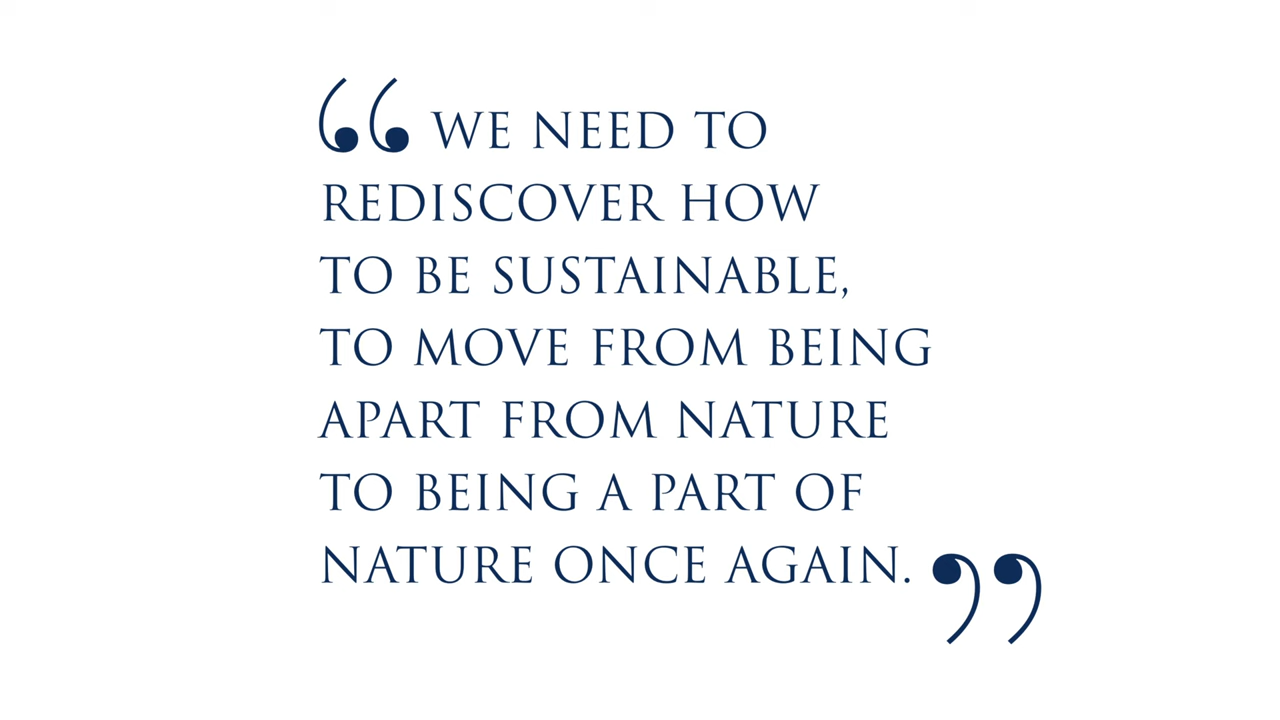 “ WE NEED TO
REDISCOVER HOW
TO BE SUSTAINABLE,
TO MOVE FROM BEING
APART FROM NATURE
TO BEING A PART OF
NATURE ONCE AGAIN. ”